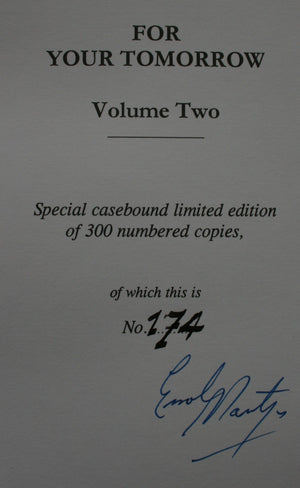 FOR
YOUR TOMORROW
Volume Two
Special casebound limited edition
of 300 numbered copies,
of which this is
No. 174
Errol Martyn